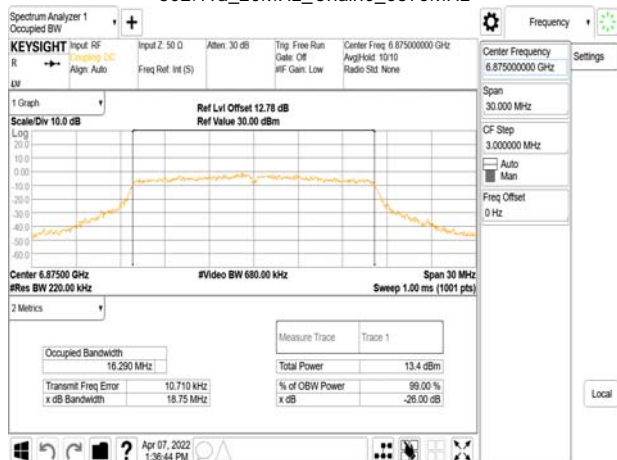 Spectrum Analyzer 1
Occupied BW
+
Frequency
KEYSIGHT
Input: RF
Coupling: DC
Align: Auto
Input Z: 50 Ω
Freq Ref: Int (S)
Atten: 30 dB
Trig: Free Run
Gate: Off
#IF Gain: Low
Center Freq: 6.875000000 GHz
Avg|Hold: 10/10
Radio Std: None
R
LM
Center Frequency
6.875000000 GHz
Settings
Span
30.000 MHz
CF Step
3.000000 MHz
Auto
Man
Freq Offset
0 Hz
Local
1 Graph
Scale/Div 10.0 dB
Ref Lvl Offset 12.78 dB
Ref Value 30.00 dBm
Log
20.0
10.0
0.00
-10.0
-20.0
-30.0
-40.0
-50.0
-60.0
Center 6.87500 GHz
#Video BW 680.00 kHz
Span 30 MHz
#Res BW 220.00 kHz
Sweep 1.00 ms (1001 pts)
2 Metrics
Measure Trace
Trace 1
Occupied Bandwidth
16.290 MHz
Total Power
13.4 dBm
Transmit Freq Error
10.710 kHz
% of OBW Power
99.00 %
x dB Bandwidth
18.75 MHz
x dB
-26.00 dB
?
Apr 07, 2022
1:36:44 PM